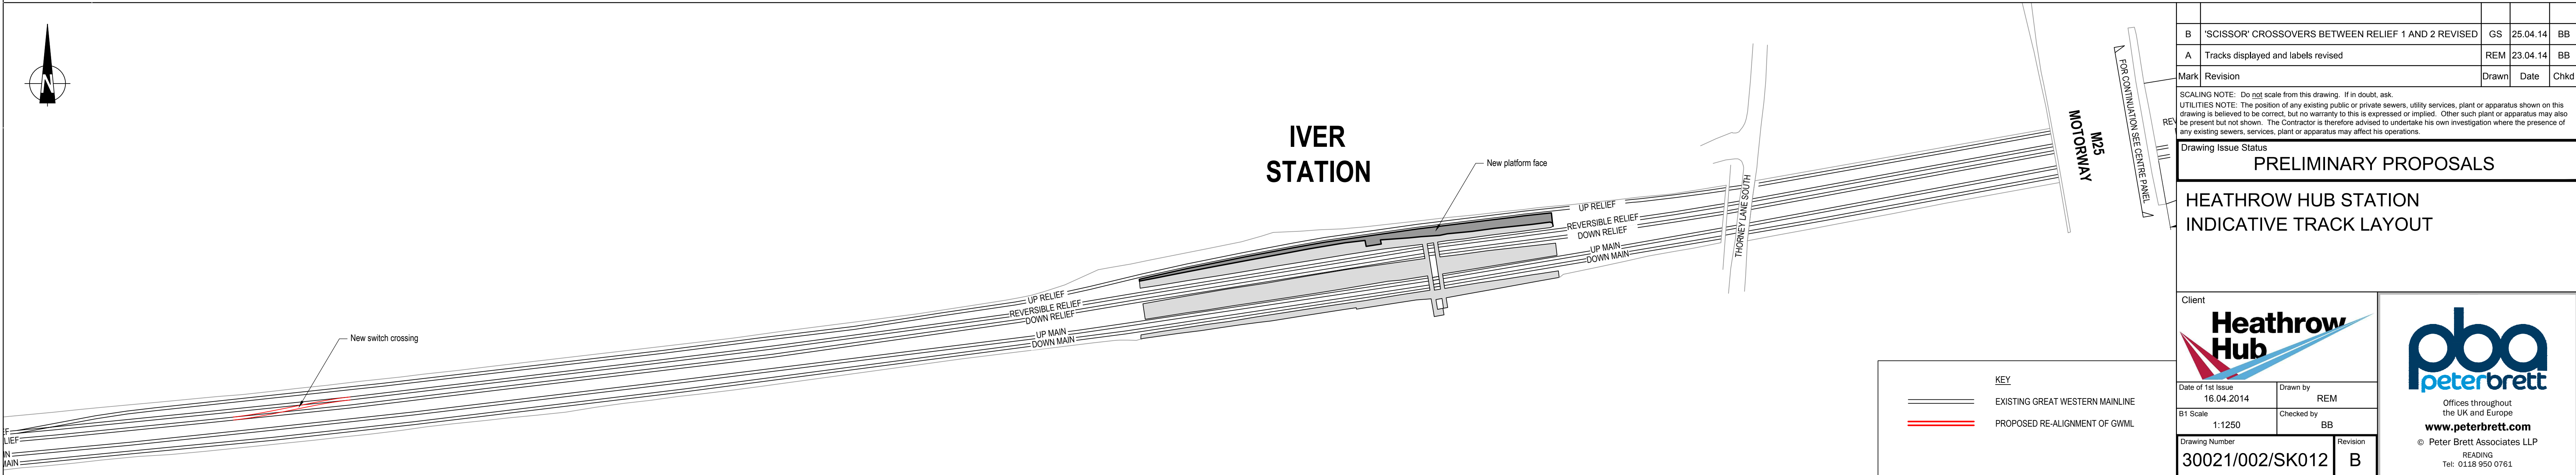 N
IVER
STATION
New platform face
UP RELIEF
REVERSIBLE RELIEF
DOWN RELIEF
UP MAIN
DOWN MAIN
THORNEY LANE SOUTH
M25
MOTORWAY
FOR CONTINUATION SEE CENTRE PANEL
REV
UP RELIEF
REVERSIBLE RELIEF
DOWN RELIEF
UP MAIN
DOWN MAIN
New switch crossing
EF
LIEF
IN
MAIN
KEY
EXISTING GREAT WESTERN MAINLINE
PROPOSED RE-ALIGNMENT OF GWML
B 'SCISSOR' CROSSOVERS BETWEEN RELIEF 1 AND 2 REVISED GS 25.04.14 BB
A Tracks displayed and labels revised REM 23.04.14 BB
Mark Revision Drawn Date Chkd
SCALING NOTE: Do not scale from this drawing. If in doubt, ask.
UTILITIES NOTE: The position of any existing public or private sewers, utility services, plant or apparatus shown on this
drawing is believed to be correct, but no warranty to this is expressed or implied. Other such plant or apparatus may also
be present but not shown. The Contractor is therefore advised to undertake his own investigation where the presence of
any existing sewers, services, plant or apparatus may affect his operations.
Drawing Issue Status
PRELIMINARY PROPOSALS
HEATHROW HUB STATION
INDICATIVE TRACK LAYOUT
Client
Heathrow
Hub
Date of 1st Issue Drawn by
16.04.2014 REM
B1 Scale Checked by
1:1250 BB
Drawing Number Revision
30021/002/SK012 B
pba
peterbrett
Offices throughout
the UK and Europe
www.peterbrett.com
© Peter Brett Associates LLP
READING
Tel: 0118 950 0761